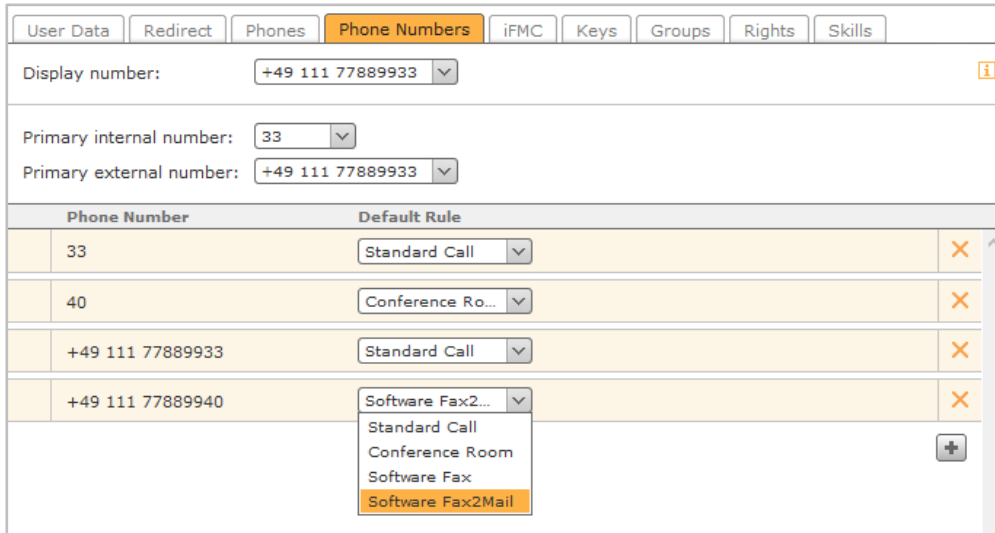 User Data Redirect Phones Phone Numbers iFMC Keys Groups Rights Skills
Display number: +49 111 77889933
i
Primary internal number: 33
Primary external number: +49 111 77889933
Phone Number Default Rule
33 Standard Call
40 Conference Ro...
+49 111 77889933 Standard Call
+49 111 77889940 Software Fax2...
Standard Call
Conference Room
Software Fax
Software Fax2Mail